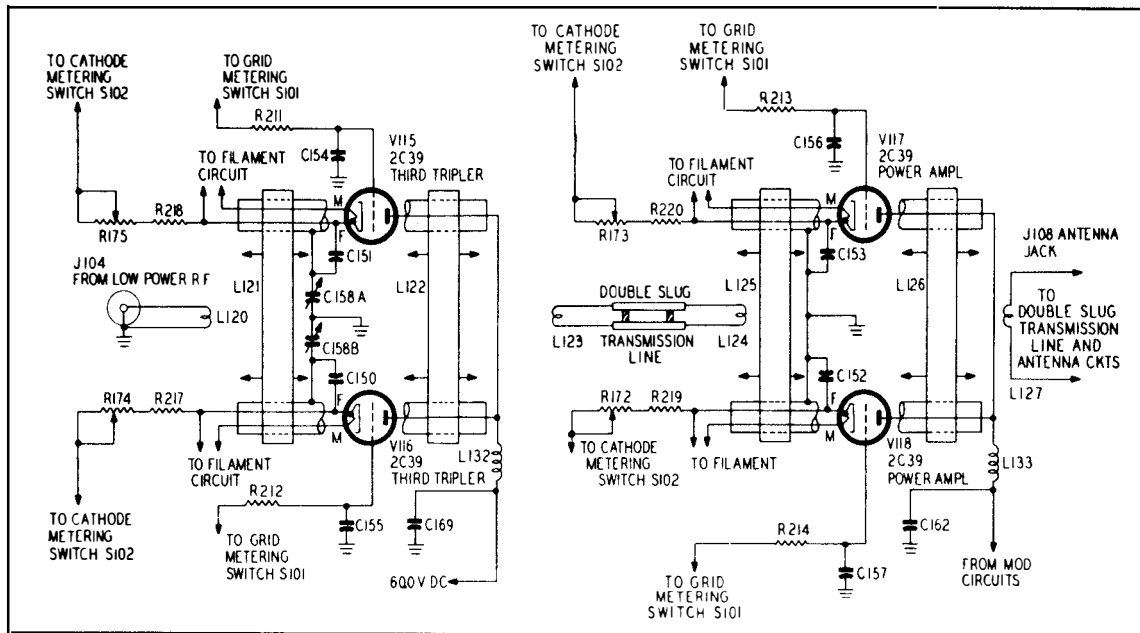 TO CATHODE
METERING
SWITCH S102
TO GRID
METERING
SWITCH S101
R211
C154
V115
2C39
THIRD TRIPLER
TO FILAMENT
CIRCUIT
M
R218
R175
F
C151
J104
FROM LOW POWER R F
L120
L121
L122
C158A
C158B
C150
R174
R217
F
M
TO FILAMENT
CIRCUIT
V116
2C39
THIRD TRIPLER
L132
R212
C155
C169
TO CATHODE
METERING
SWITCH S102
TO GRID
METERING
SWITCH S101
600V DC
TO CATHODE
METERING
SWITCH S102
TO GRID
METERING
SWITCH S101
R213
C156
V117
2C39
POWER AMPL
TO FILAMENT
CIRCUIT
M
R220
R173
F
C153
J108 ANTENNA
JACK
L125
L126
DOUBLE SLUG
TRANSMISSION
LINE
L123
L124
TO
DOUBLE SLUG
TRANSMISSION
LINE AND
ANTENNA CKTS
L127
C152
R172
R219
F
M
TO CATHODE
METERING
SWITCH S102
TO FILAMENT
V118
2C39
POWER AMPL
L133
C162
R214
C157
TO GRID
METERING
SWITCH S101
FROM MOD
CIRCUITS